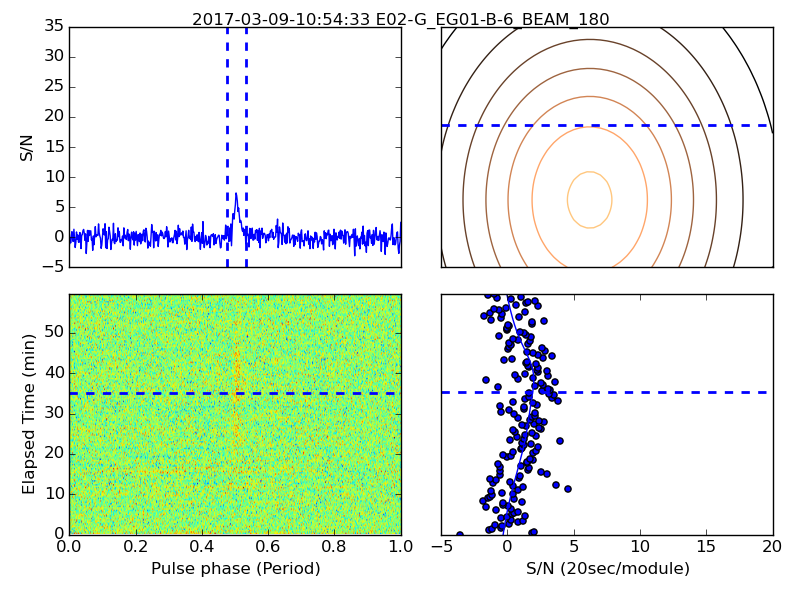 2017-03-09-10:54:33 E02-G_EG01-B-6_BEAM_180
35
30
25
20
15
10
5
0
−5
S/N
50
40
30
20
10
0
Elapsed Time (min)
0.0 0.2 0.4 0.6 0.8 1.0
Pulse phase (Period)
−5 0 5 10 15 20
S/N (20sec/module)